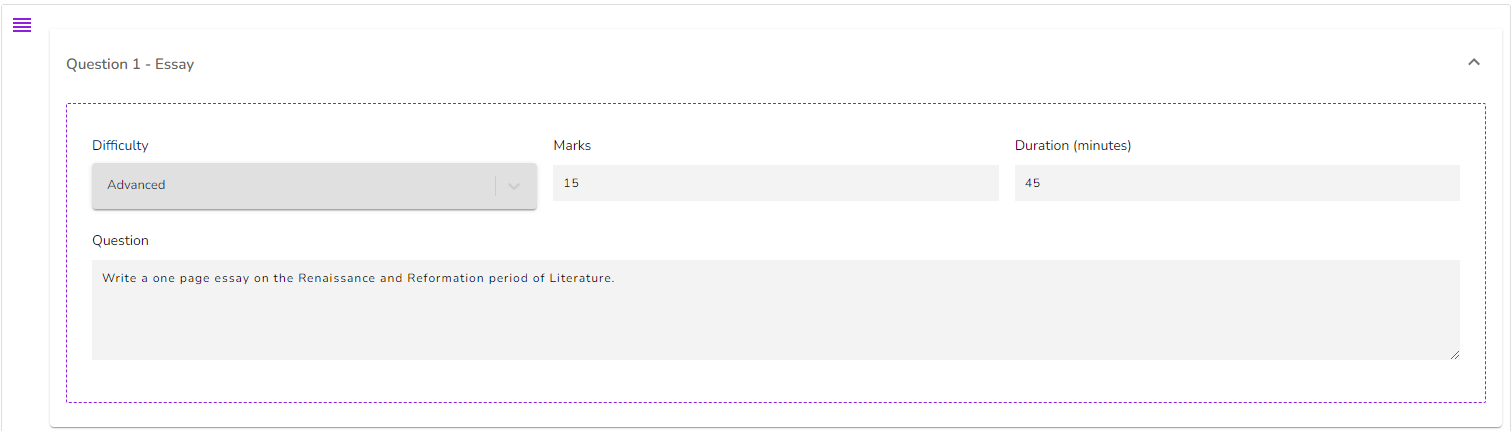 Question 1 - Essay
Difficulty
Marks
Duration (minutes)
Advanced
15
45
Question
Write a one page essay on the Renaissance and Reformation period of Literature.